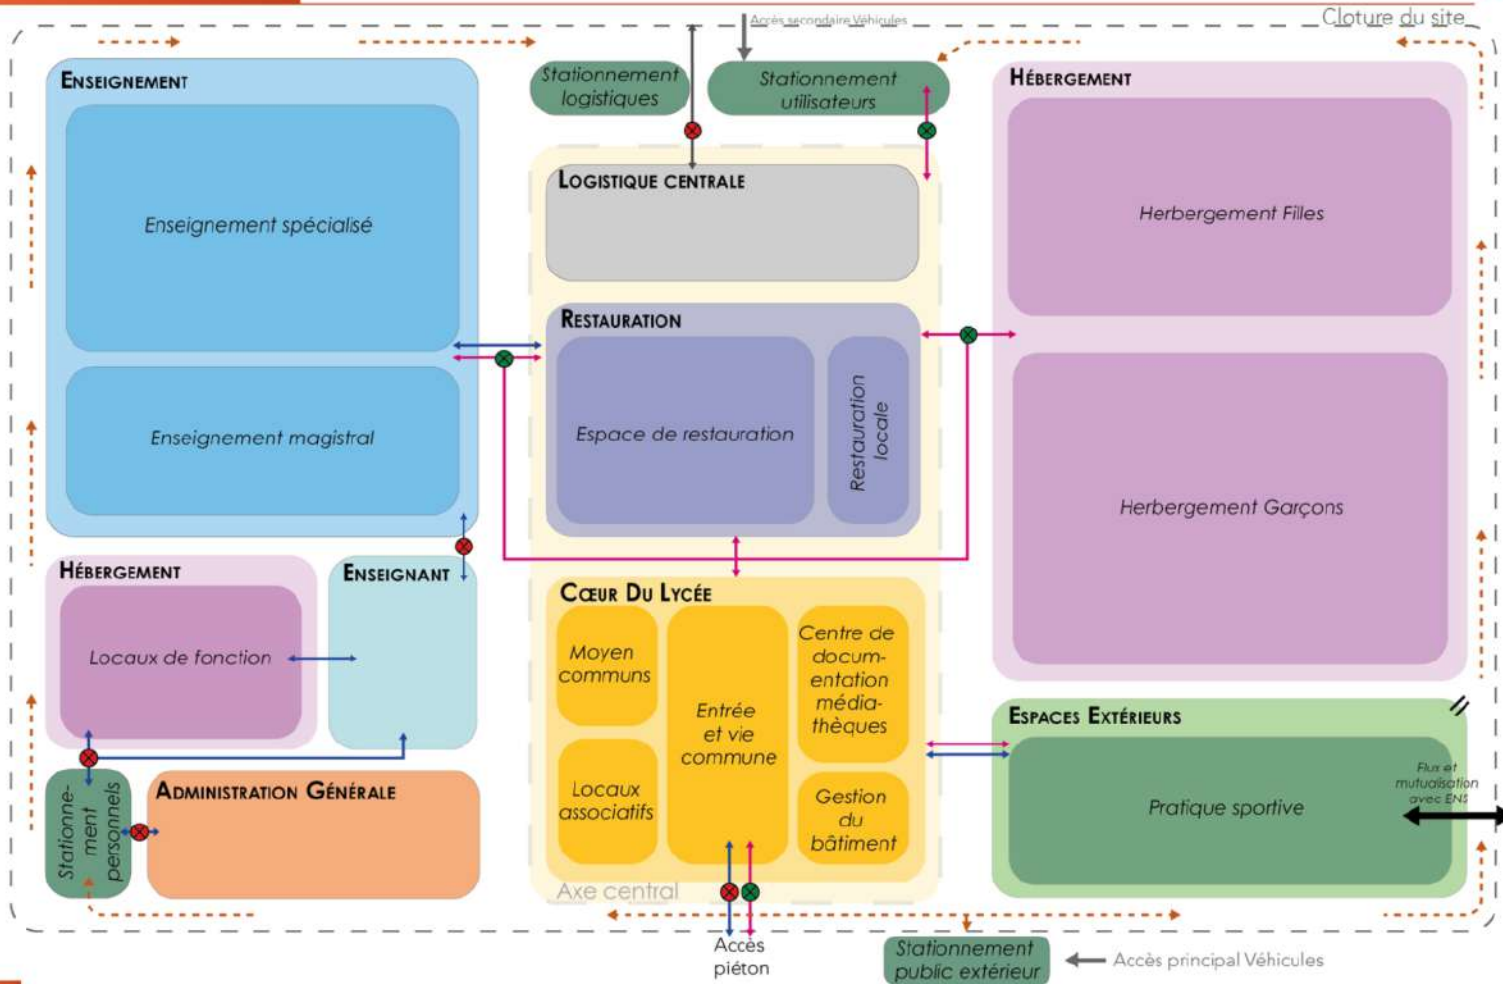 Accès secondaire Véhicules
Cloture du site
ENSEIGNEMENT
Enseignement spécialisé
Enseignement magistral
Stationnement
logistiques
Stationnement
utilisateurs
LOGISTIQUE CENTRALE
RESTAURATION
Espace de restauration
Restauration
locale
HÉBERGEMENT
Herbergement Filles
Herbergement Garçons
HÉBERGEMENT
Locaux de fonction
ENSEIGNANT
Stationne-
ment
personnels
ADMINISTRATION GÉNÉRALE
CŒUR DU LYCÉE
Moyen
communs
Locaux
associatifs
Entrée
et vie
commune
Centre de
docum-
entation
média-
thèques
Gestion
du
bâtiment
Axe central
ESPACES EXTÉRIEURS
Pratique sportive
Flux et
mutualisation
avec ENS
Accès
piéton
Stationnement
public extérieur
Accès principal Véhicules